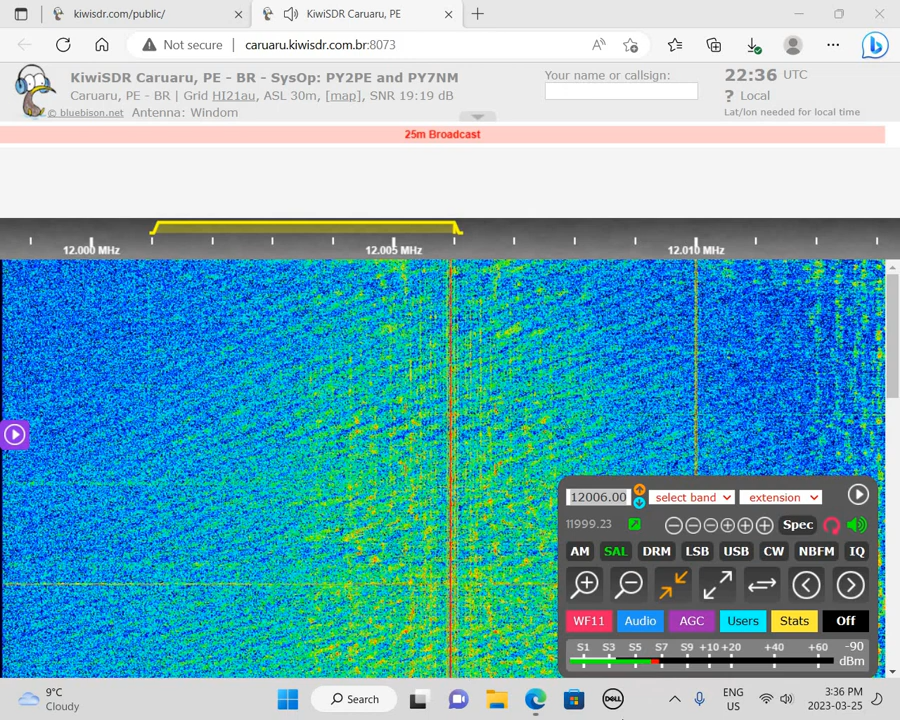 kiwisdr.com/public/
KiwiSDR Caruaru, PE
Not secure
caruaru.kiwisdr.com.br:8073
KiwiSDR Caruaru, PE - BR - SysOp: PY2PE and PY7NM
Caruaru, PE - BR | Grid HI21au, ASL 30m, [map], SNR 19:19 dB
© bluebison.net Antenna: Windom
Your name or callsign:
22:36 UTC
? Local
Lat/lon needed for local time
25m Broadcast
12.000 MHz 12.005 MHz 12.010 MHz
12006.00 select band extension
11999.23 Spec
AM SAL DRM LSB USB CW NBFM IQ
WF11 Audio AGC Users Stats Off
S1 S3 S5 S7 S9 +10 +20 +40 +60 -90 dBm
9°C
Cloudy
Search
DELL
ENG
US
3:36 PM
2023-03-25